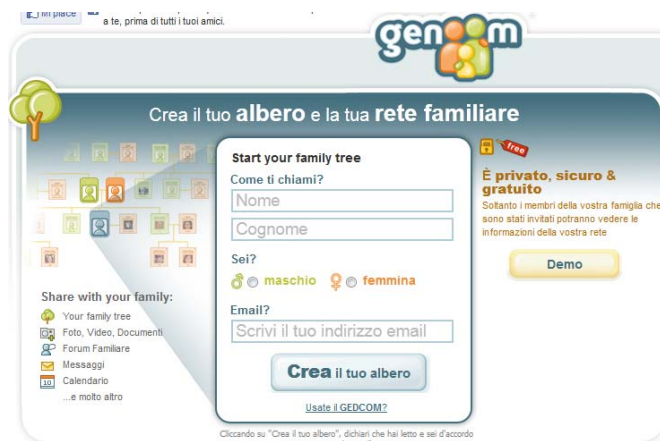 Mi piace
a te, prima di tutti i tuoi amici.
genoom
Crea il tuo albero e la tua rete familiare
Start your family tree
Come ti chiami?
Nome
Cognome
Sei?
maschio femmina
Email?
Scrivi il tuo indirizzo email
Crea il tuo albero
Usate il GEDCOM?
Cliccando su "Crea il tuo albero", dichiari che hai letto e sei d'accordo
free
È privato, sicuro &
gratuito
Soltanto i membri della vostra famiglia che
sono stati invitati potranno vedere le
informazioni della vostra rete
Demo
Share with your family:
Your family tree
Foto, Video, Documenti
Forum Familiare
Messaggi
10 Calendario
...e molto altro